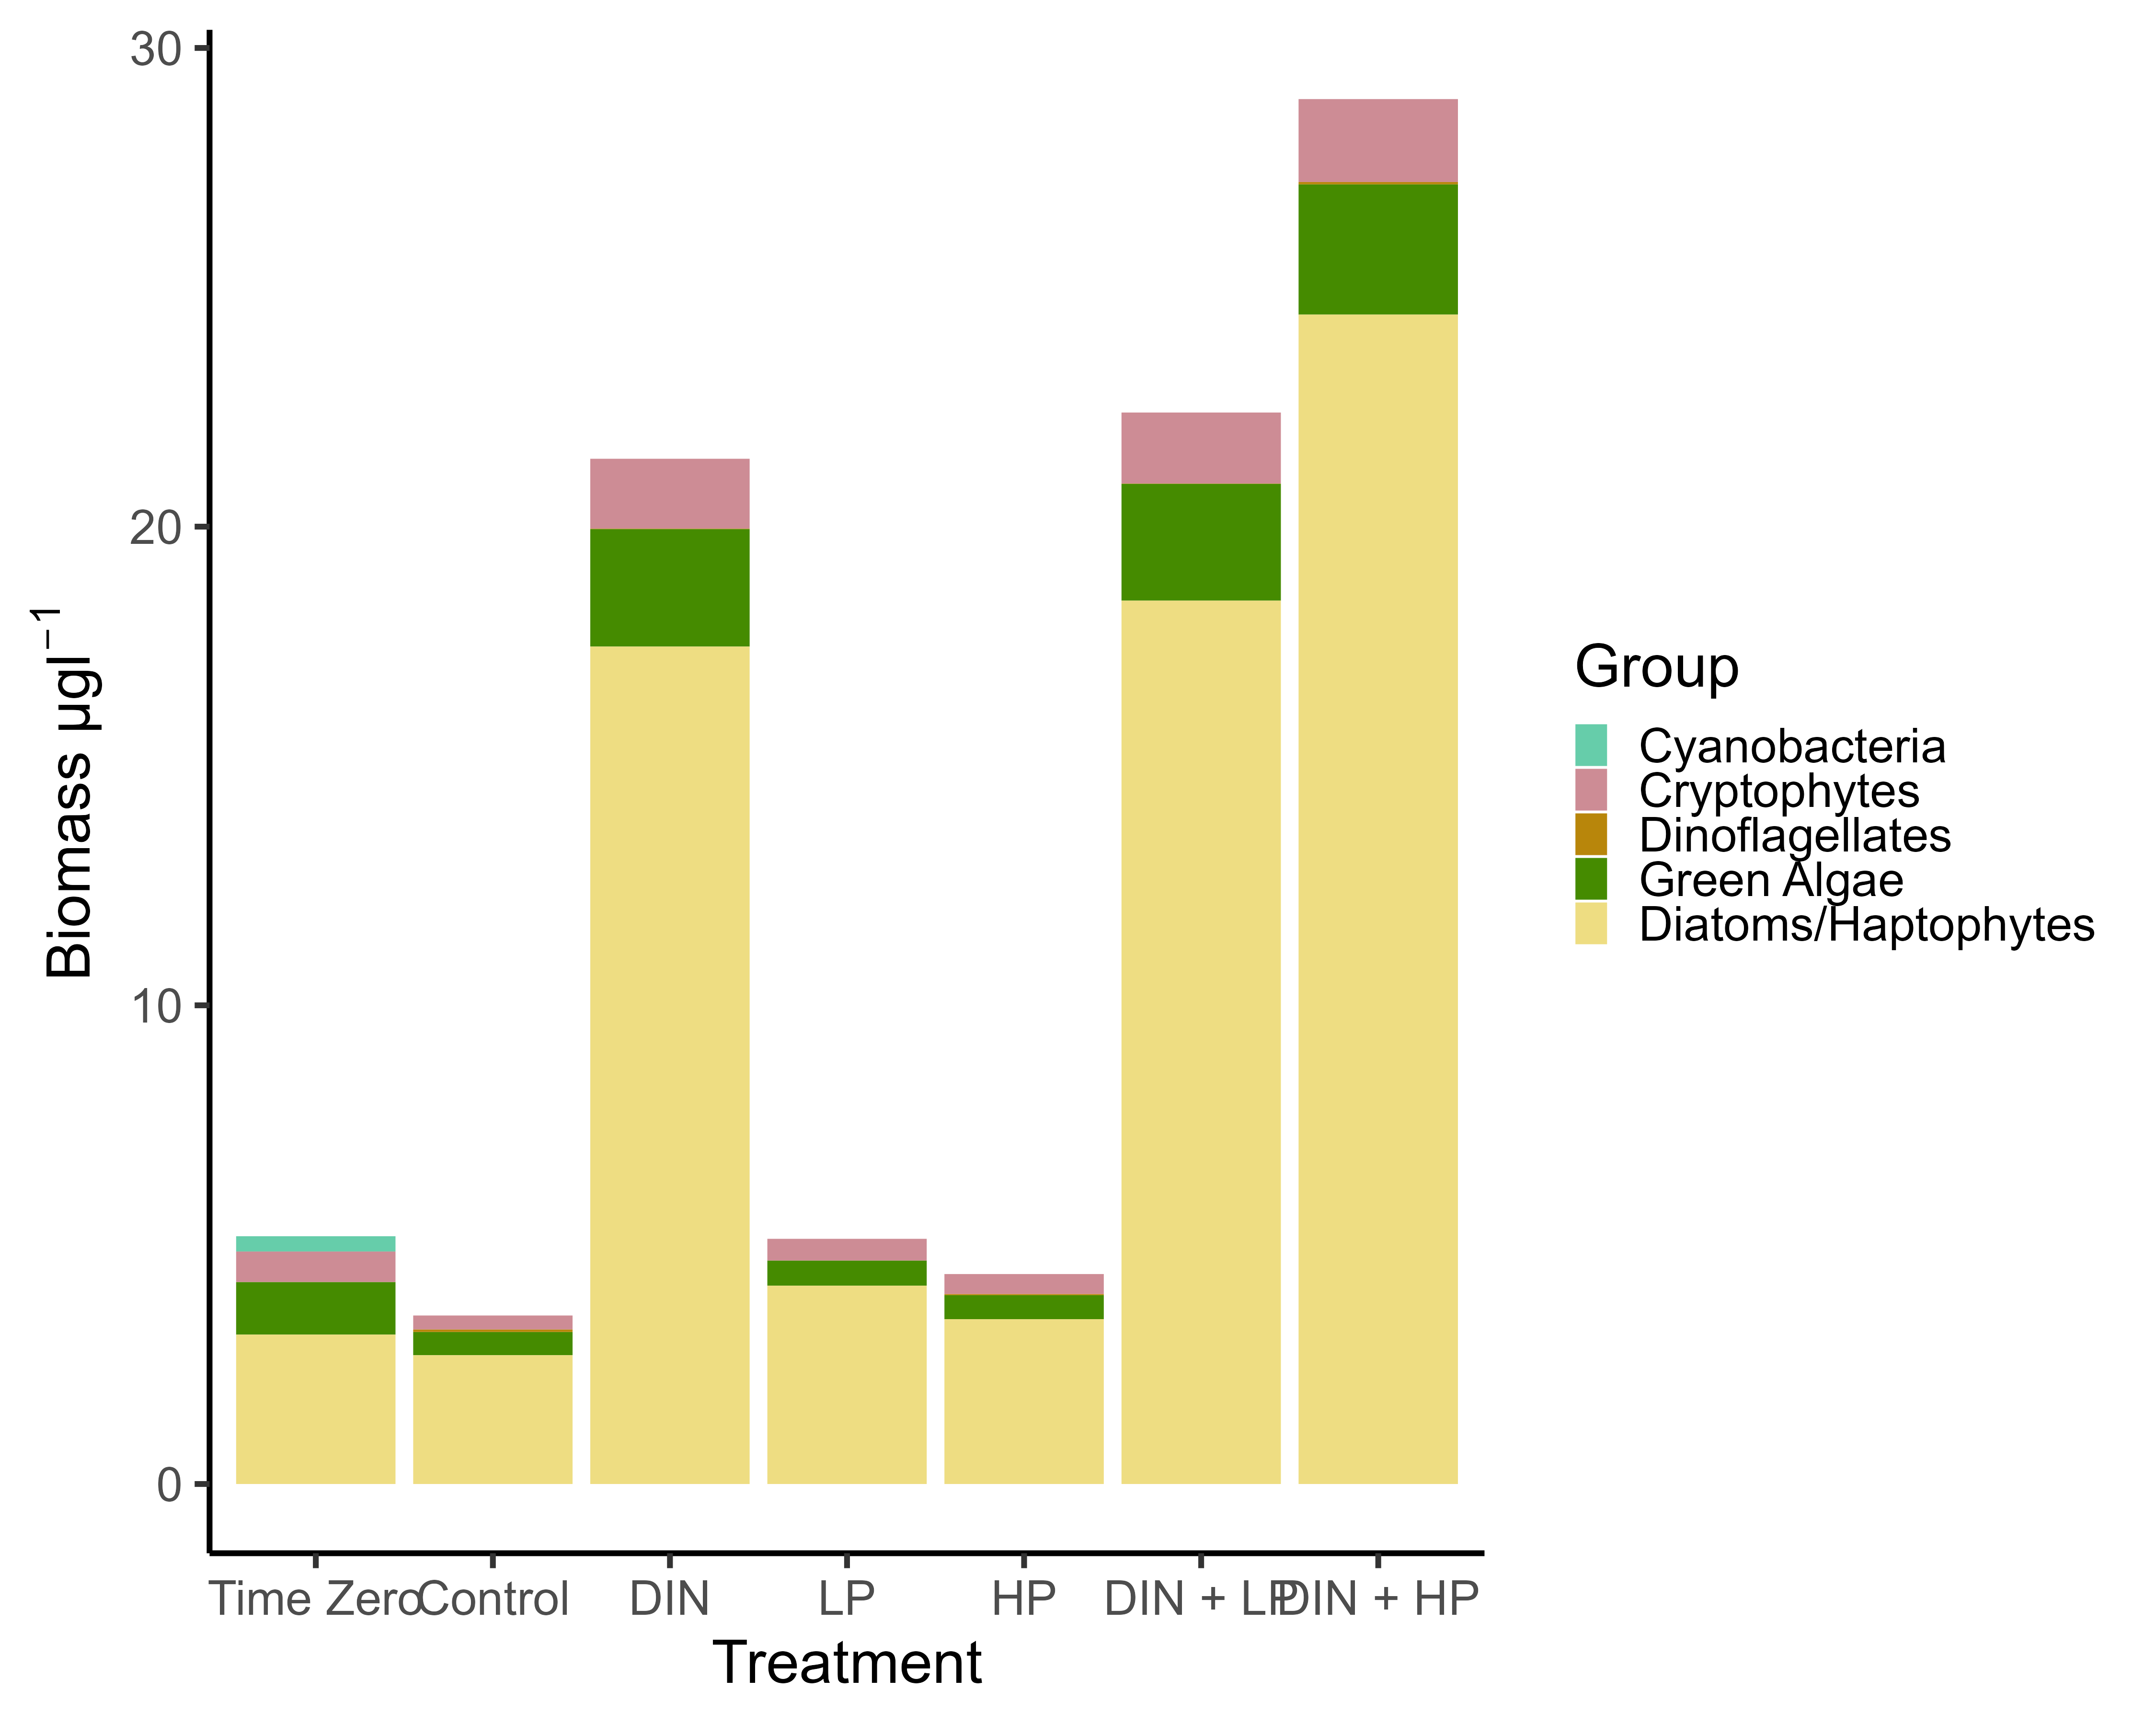 30
20
10
0
Biomass µgl⁻¹
Time Zero
Control
DIN
LP
HP
DIN + LP
DIN + HP
Treatment
Group
Cyanobacteria
Cryptophytes
Dinoflagellates
Green Algae
Diatoms/Haptophytes